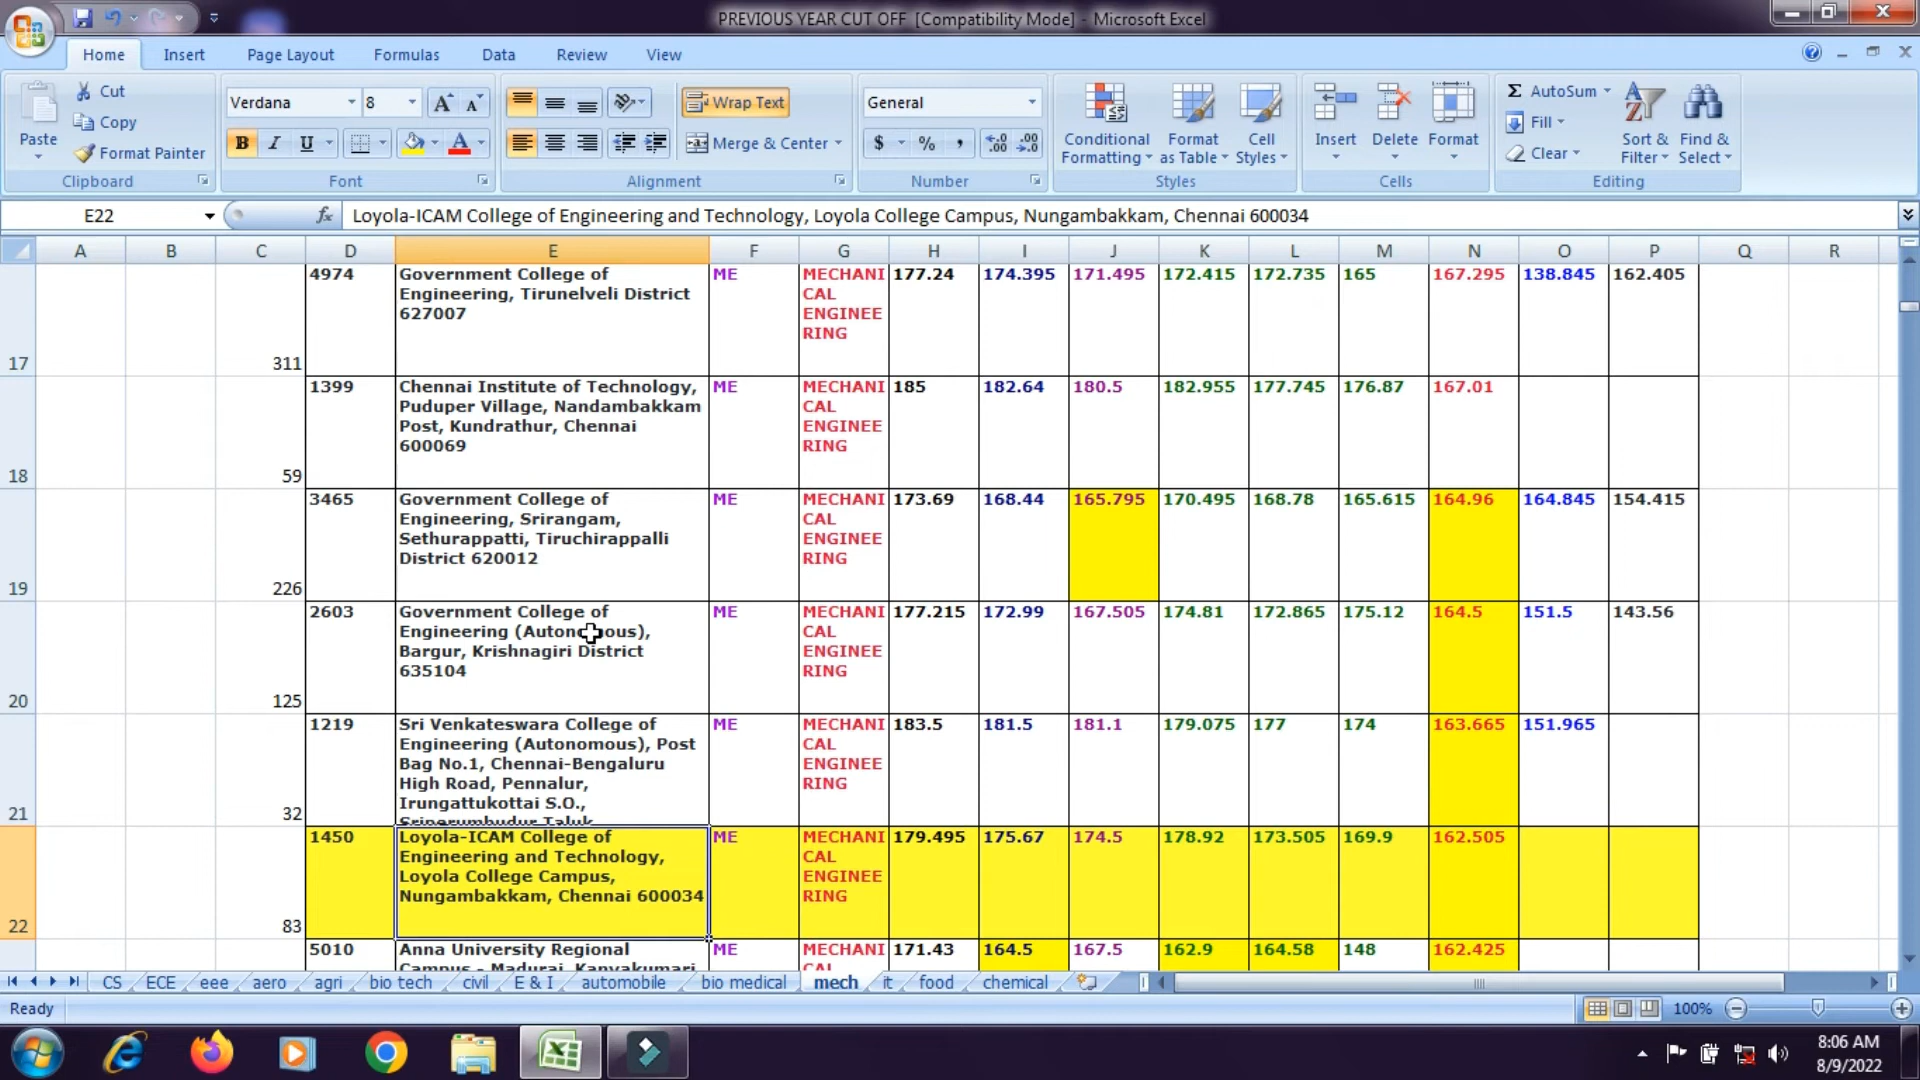 PREVIOUS YEAR CUT OFF [Compatibility Mode] - Microsoft Excel
Home Insert Page Layout Formulas Data Review View
Paste
Cut
Copy
Format Painter
Clipboard
Verdana 8
B I U
Font
Wrap Text
Merge & Center
Alignment
General
$ % ,
Number
Conditional Formatting
Format as Table
Cell Styles
Styles
Insert Delete Format
Cells
Σ AutoSum
Fill
Clear
Sort & Filter
Find & Select
Editing
E22 fx Loyola-ICAM College of Engineering and Technology, Loyola College Campus, Nungambakkam, Chennai 600034
A B C D E F G H I J K L M N O P Q R
17 311 4974 Government College of Engineering, Tirunelveli District 627007 ME MECHANICAL ENGINEERING 177.24 174.395 171.495 172.415 172.735 165 167.295 138.845 162.405
18 59 1399 Chennai Institute of Technology, Puduper Village, Nandambakkam Post, Kundrathur, Chennai 600069 ME MECHANICAL ENGINEERING 185 182.64 180.5 182.955 177.745 176.87 167.01
19 226 3465 Government College of Engineering, Srirangam, Sethurappatti, Tiruchirappalli District 620012 ME MECHANICAL ENGINEERING 173.69 168.44 165.795 170.495 168.78 165.615 164.96 164.845 154.415
20 125 2603 Government College of Engineering (Autonomous), Bargur, Krishnagiri District 635104 ME MECHANICAL ENGINEERING 177.215 172.99 167.505 174.81 172.865 175.12 164.5 151.5 143.56
21 32 1219 Sri Venkateswara College of Engineering (Autonomous), Post Bag No.1, Chennai-Bengaluru High Road, Pennalur, Irungattukottai S.O., Sriperumbudur Taluk ME MECHANICAL ENGINEERING 183.5 181.5 181.1 179.075 177 174 163.665 151.965
22 83 1450 Loyola-ICAM College of Engineering and Technology, Loyola College Campus, Nungambakkam, Chennai 600034 ME MECHANICAL ENGINEERING 179.495 175.67 174.5 178.92 173.505 169.9 162.505
5010 Anna University Regional Campus - Madurai, Kanyakumari ME MECHANI CAL 171.43 164.5 167.5 162.9 164.58 148 162.425
CS ECE eee aero agri bio tech civil E & I automobile bio medical mech it food chemical
Ready 100%
8:06 AM
8/9/2022